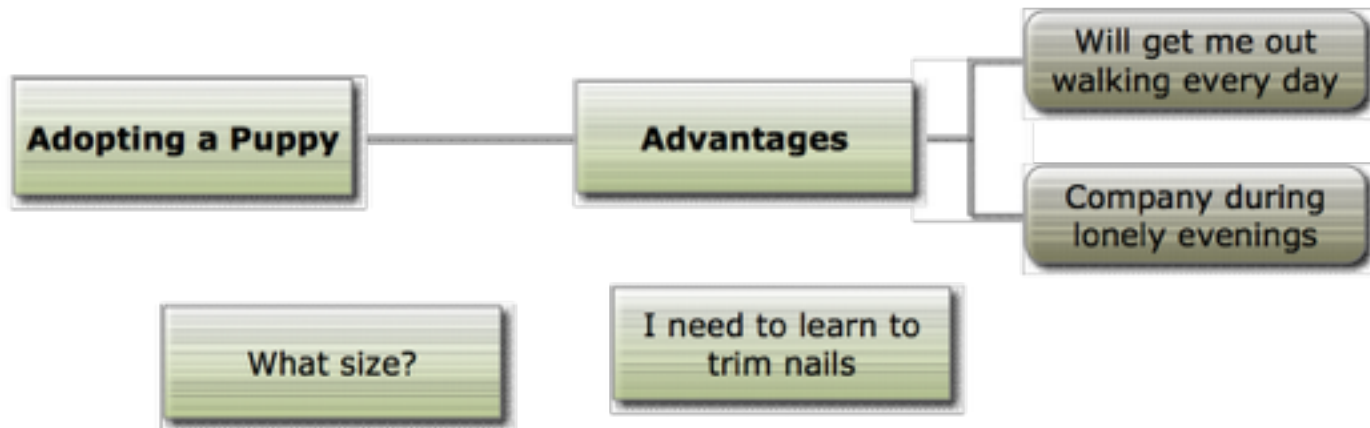 Adopting a Puppy
Advantages
Will get me out
walking every day
Company during
lonely evenings
What size?
I need to learn to
trim nails